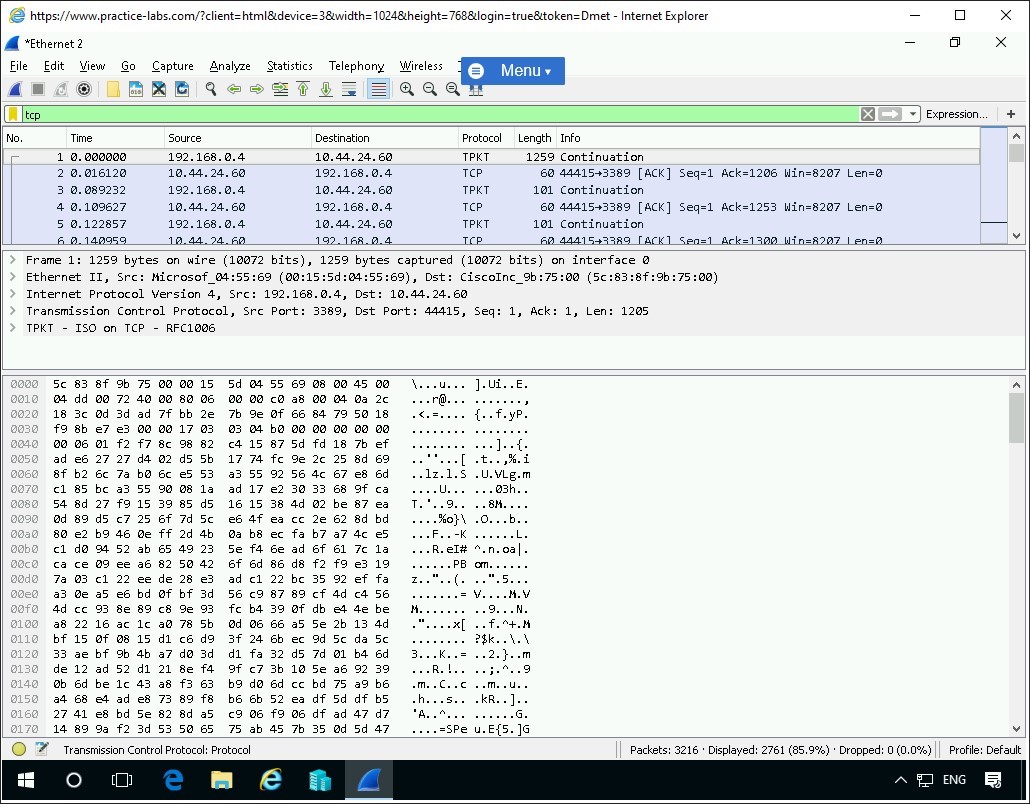 https://www.practice-labs.com/?client=html&device=3&width=1024&height=768&login=true&token=Dmet - Internet Explorer
*Ethernet 2
File Edit View Go Capture Analyze Statistics Telephony Wireless
Menu
tcp
Expression... +
No. Time Source Destination Protocol Length Info
1 0.000000 192.168.0.4 10.44.24.60 TPKT 1259 Continuation
2 0.016120 10.44.24.60 192.168.0.4 TCP 60 44415→3389 [ACK] Seq=1 Ack=1206 Win=8207 Len=0
3 0.089232 192.168.0.4 10.44.24.60 TPKT 101 Continuation
4 0.109627 10.44.24.60 192.168.0.4 TCP 60 44415→3389 [ACK] Seq=1 Ack=1253 Win=8207 Len=0
5 0.122857 192.168.0.4 10.44.24.60 TPKT 101 Continuation
6 0.140959 10.44.24.60 192.168.0.4 TCP 60 44415→3389 [ACK] Seq=1 Ack=1300 Win=8207 Len=0
Frame 1: 1259 bytes on wire (10072 bits), 1259 bytes captured (10072 bits) on interface 0
Ethernet II, Src: Microsof_04:55:69 (00:15:5d:04:55:69), Dst: CiscoInc_9b:75:00 (5c:83:8f:9b:75:00)
Internet Protocol Version 4, Src: 192.168.0.4, Dst: 10.44.24.60
Transmission Control Protocol, Src Port: 3389, Dst Port: 44415, Seq: 1, Ack: 1, Len: 1205
TPKT - ISO on TCP - RFC1006
0000 5c 83 8f 9b 75 00 00 15 5d 04 55 69 08 00 45 00 \...u... ].Ui..E.
0010 04 dd 00 72 40 00 80 06 00 00 c0 a8 00 04 0a 2c ...r@... .......,
0020 18 3c 0d 3d ad 7f bb 2e 7b 9e 0f 66 84 79 50 18 .<.=.... {..f.yP.
0030 f9 8b e7 e3 00 00 17 03 03 04 b0 00 00 00 00 00 ........ ........
0040 00 06 01 f2 f7 8c 98 82 c4 15 87 5d fd 18 7b ef ........ ...]..{.
0050 ad e6 27 27 d4 02 d5 5b 17 74 fc 9e 2c 25 8d 69 ..''...[ .t..,%.i
0060 8f b2 6c 7a b0 6c e5 53 a3 55 92 56 4c 67 e8 6d ..lz.l.S .U.VLg.m
0070 c1 85 bc a3 55 90 08 1a ad 17 e2 30 33 68 9f ca ....U... ...03h..
0080 54 8d 27 f9 15 39 85 d5 16 15 38 4d 02 be 87 ea T.'..9.. ..8M....
0090 0d 89 d5 c7 25 6f 7d 5c e6 4f ea cc 2e 62 8d bd ....%o}\ .O...b..
00a0 80 e2 b9 46 0e ff 2d 4b 0a b8 ec fa b7 a7 4c e5 ...F..-K ......L.
00b0 c1 d0 94 52 ab 65 49 23 5e f4 6e ad 6f 61 7c 1a ...R.eI# ^.n.oa|.
00c0 ca ce 09 ee a6 82 50 42 6f 6d 86 d8 f2 f9 e3 19 ......PB om......
00d0 7a 03 c1 22 ee de 28 e3 ad c1 22 bc 35 92 ef fa z.."..(. ..".5...
00e0 a3 0e a5 e6 bd 0f bf 3d 56 c9 87 89 cf 4d c4 56 .......= V....M.V
00f0 4d cc 93 8e 89 c8 9e 93 fc b4 39 0f db e4 4e be M....... ..9...N.
0100 a8 22 16 ac 1c a0 78 5b 0d 06 66 a5 5e 2b 13 4d ."....x[ ..f.^+.M
0110 bf 15 0f 08 15 d1 c6 d9 3f 24 6b ec 9d 5c da 5c ........ ?$k..\.\
0120 33 ae bf 9b 4b a7 d0 3d d1 fa 32 d5 7d 01 b4 6d 3...K..= ..2.}..m
0130 de 12 ad 52 d1 21 8e f4 9f c7 3b 10 5e a6 92 39 ...R.!.. ..;.^..9
0140 0b 6d be 1c 43 a8 f3 63 b9 d0 6d cc bd 75 a9 b6 .m..C..c ..m..u..
0150 a4 68 e4 ad e8 73 89 f8 b6 6b 52 ea df 5d df b5 .h...s.. .kR..]..
0160 27 41 e8 bd 5e 82 8d a5 c9 06 f9 06 df ad 47 d7 'A..^... ......G.
0170 14 89 9a f2 3d 53 50 65 75 ab 45 7b 35 0d 5d 47 ....=SPe u.E{5.]G
Transmission Control Protocol: Protocol Packets: 3216 · Displayed: 2761 (85.9%) · Dropped: 0 (0.0%) Profile: Default
ENG